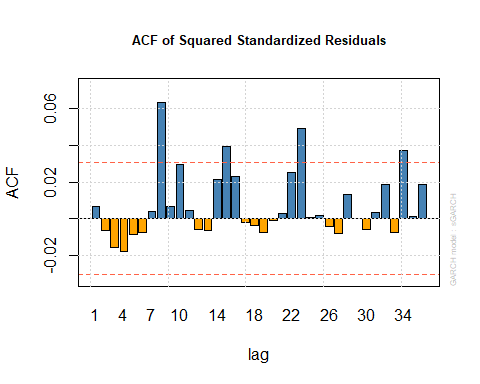 ACF of Squared Standardized Residuals
ACF
0.06
0.02
-0.02
1 4 7 10 14 18 22 26 30 34
lag
GARCH model : sGARCH